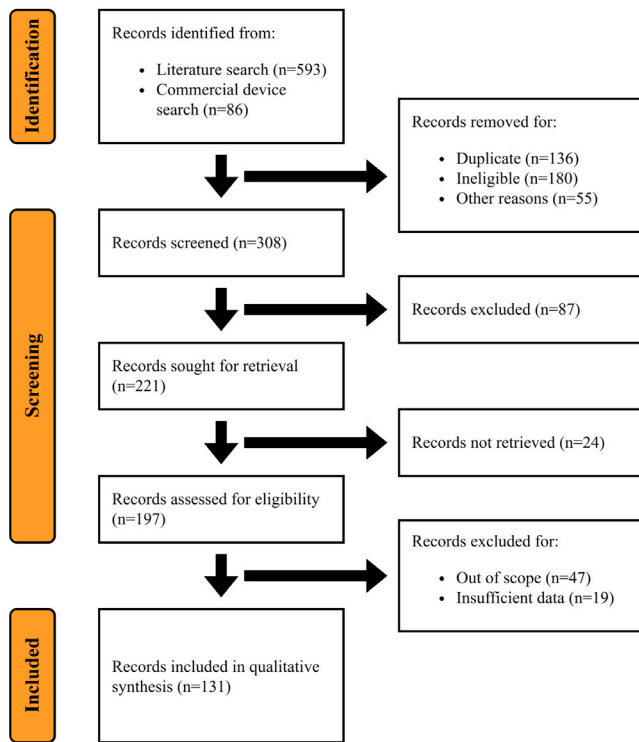 Identification
Records identified from:
• Literature search (n=593)
• Commercial device
search (n=86)
Records removed for:
• Duplicate (n=136)
• Ineligible (n=180)
• Other reasons (n=55)
Screening
Records screened (n=308)
Records excluded (n=87)
Records sought for retrieval
(n=221)
Records not retrieved (n=24)
Records assessed for eligibility
(n=197)
Records excluded for:
• Out of scope (n=47)
• Insufficient data (n=19)
Included
Records included in qualitative
synthesis (n=131)